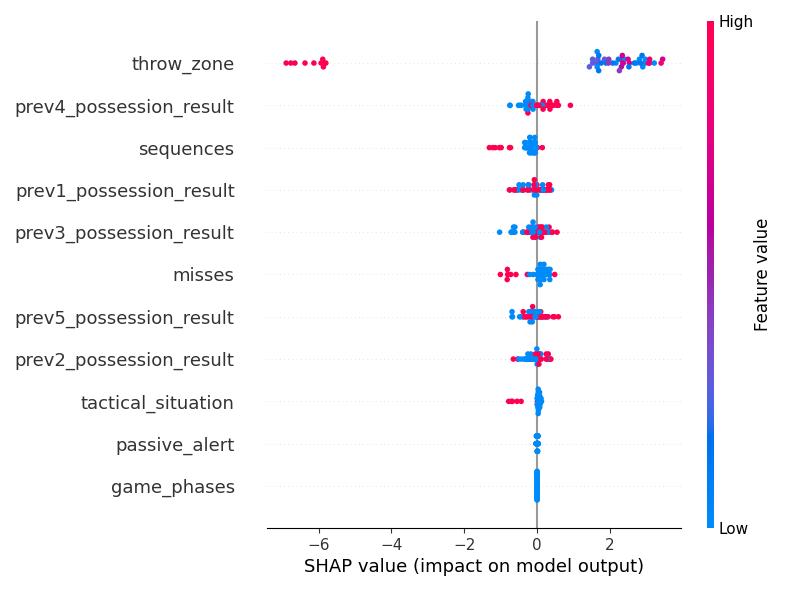 High
throw_zone
prev4_possession_result
sequences
prev1_possession_result
prev3_possession_result
misses
prev5_possession_result
prev2_possession_result
tactical_situation
passive_alert
game_phases
Feature value
Low
−6 −4 −2 0 2
SHAP value (impact on model output)